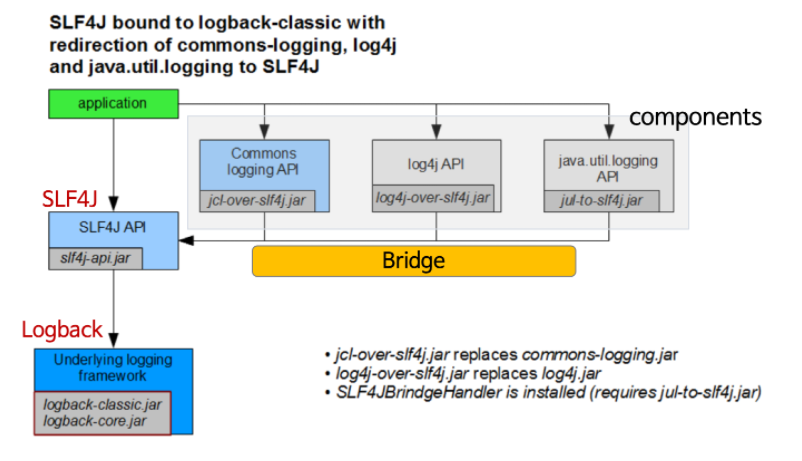 SLF4J bound to logback-classic with
redirection of commons-logging, log4j
and java.util.logging to SLF4J
application
components
Commons
logging API
jcl-over-slf4j.jar
log4j API
log4j-over-slf4j.jar
java.util.logging
API
jul-to-slf4j.jar
SLF4J
SLF4J API
slf4j-api.jar
Bridge
Logback
Underlying logging
framework
logback-classic.jar
logback-core.jar
• jcl-over-slf4j.jar replaces commons-logging.jar
• log4j-over-slf4j.jar replaces log4j.jar
• SLF4JBrindgeHandler is installed (requires jul-to-slf4j.jar)